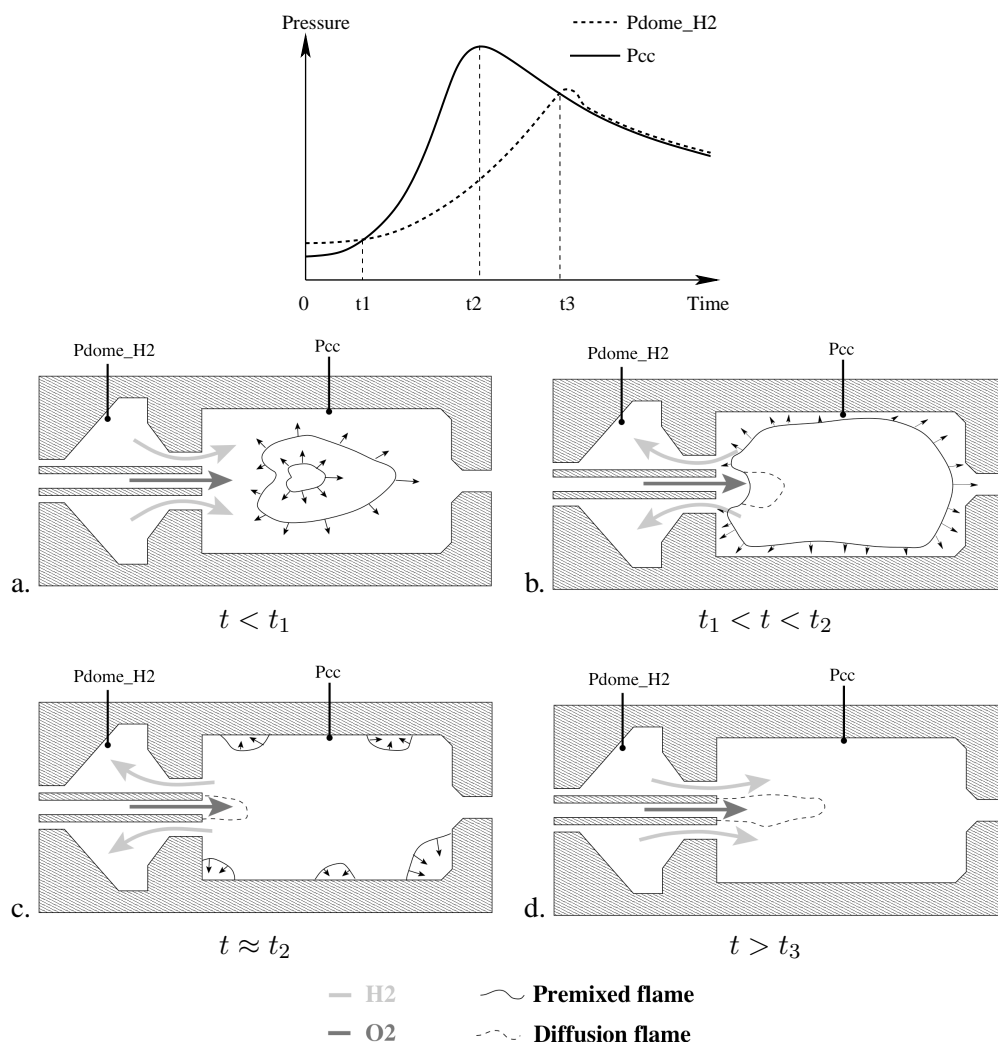 Pressure
Pdome_H2
Pcc
0 t1 t2 t3 Time
Pdome_H2 Pcc
Pdome_H2 Pcc
a.
b.
t < t₁
t₁ < t < t₂
Pdome_H2 Pcc
Pdome_H2 Pcc
c.
d.
t ≈ t₂
t > t₃
H2 Premixed flame
O2 Diffusion flame